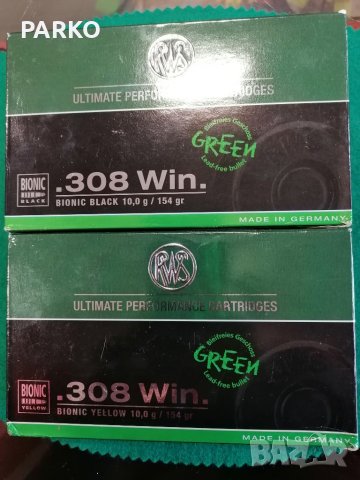 PARKO
RWS
ULTIMATE PERFORMANCE CARTRIDGES
GREEN
Bleifreies Geschoss
Lead-free bullet
BIONIC
BLACK
.308 Win.
BIONIC BLACK 10,0 g / 154 gr
MADE IN GERMANY
RWS
ULTIMATE PERFORMANCE CARTRIDGES
Bleifreies Geschoss
GREEN
Lead-free bullet
BIONIC
YELLOW
.308 Win.
BIONIC YELLOW 10,0 g / 154 gr
MADE IN GERMANY
BAZAR